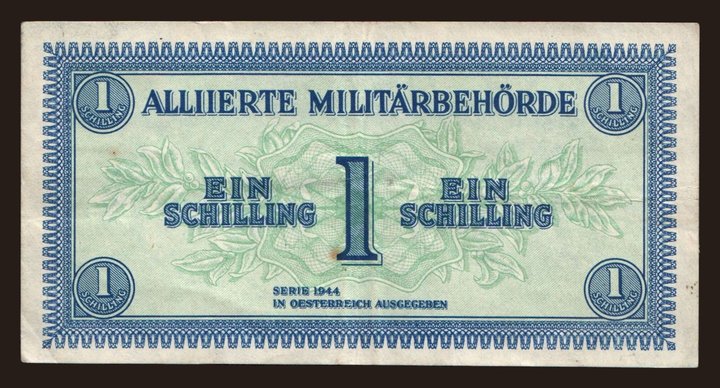 1 SCHILLING
1 SCHILLING
ALLIIERTE MILITÄRBEHÖRDE
EIN SCHILLING
1
EIN SCHILLING
1 SCHILLING
1 SCHILLING
SERIE 1944
IN OESTERREICH AUSGEGEBEN